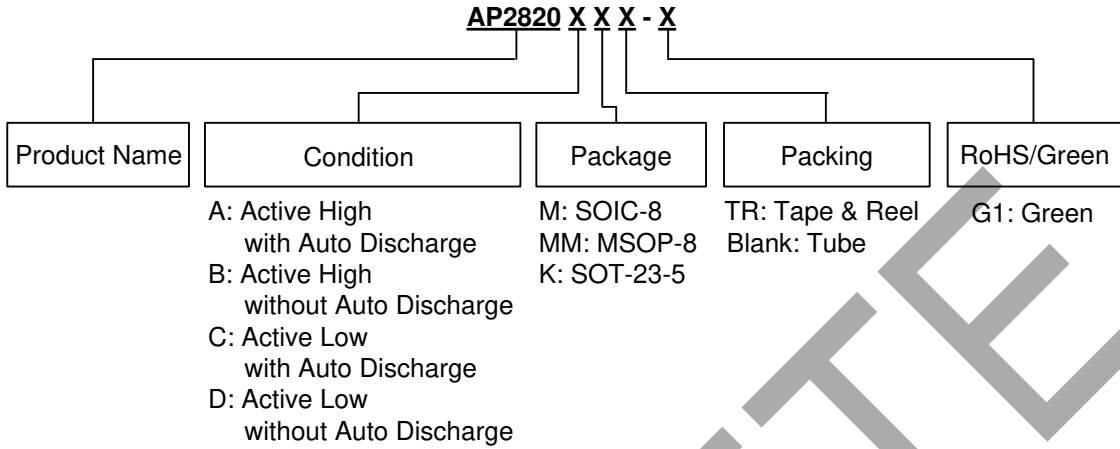 AP2820 X X X - X
Product Name
Condition
Package
Packing
RoHS/Green
A: Active High
with Auto Discharge
B: Active High
without Auto Discharge
C: Active Low
with Auto Discharge
D: Active Low
without Auto Discharge
M: SOIC-8
MM: MSOP-8
K: SOT-23-5
TR: Tape & Reel
Blank: Tube
G1: Green